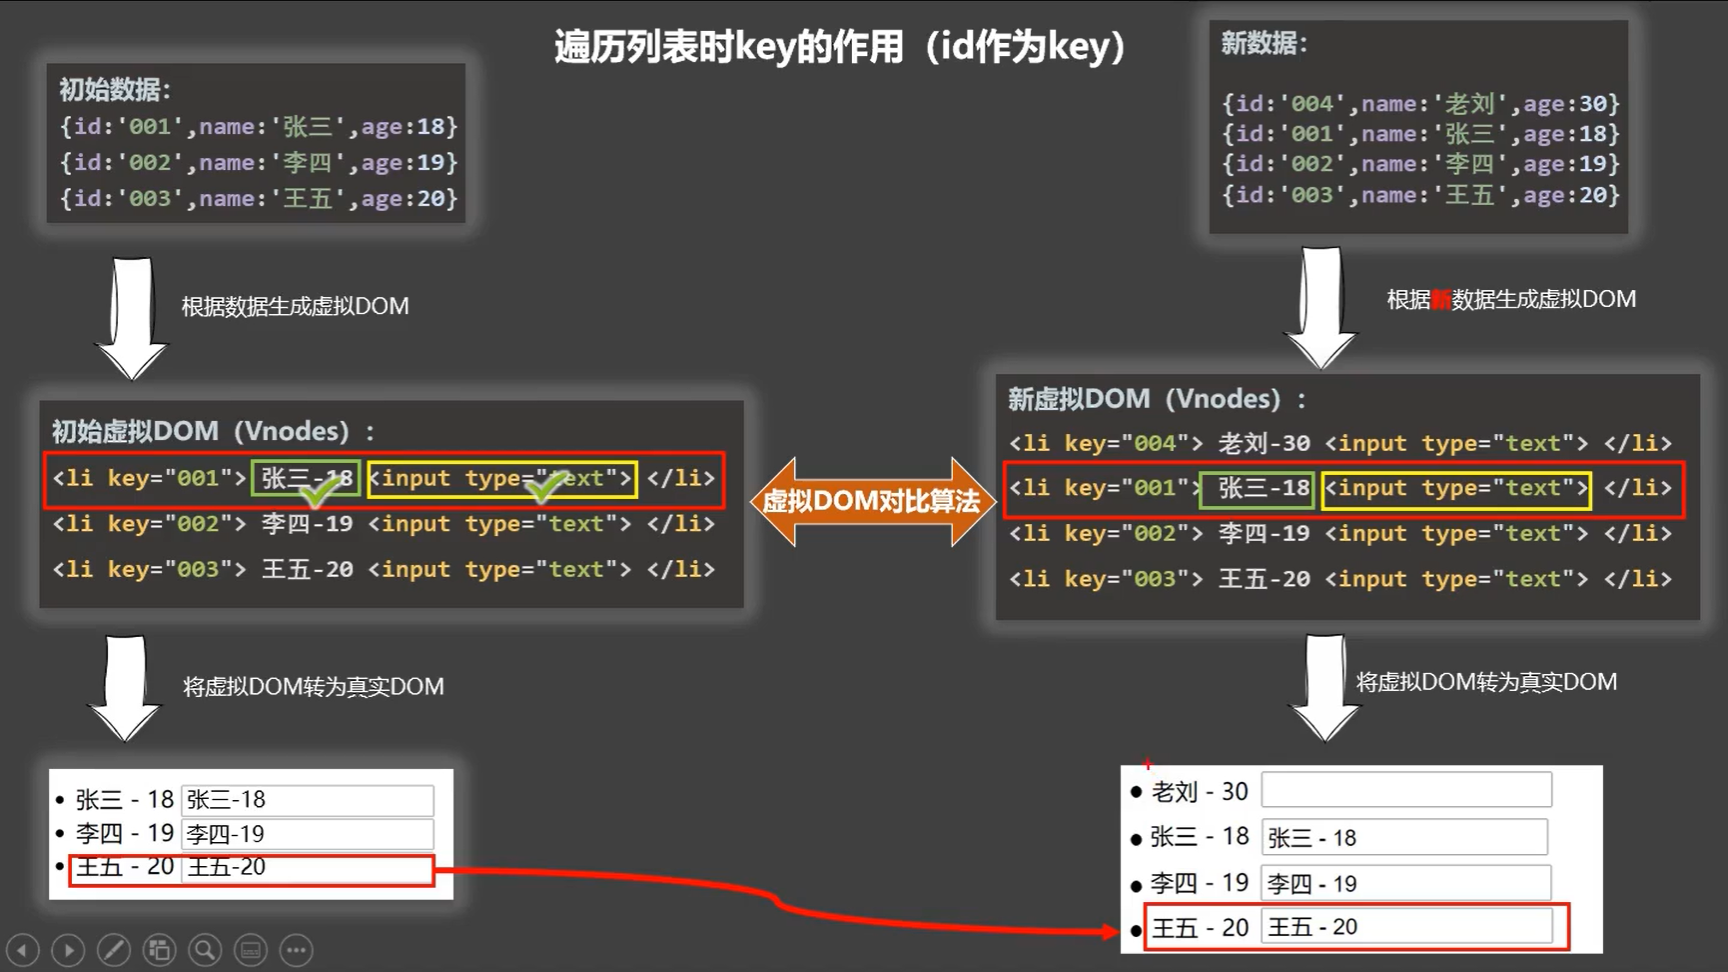 遍历列表时key的作用（id作为key）
初始数据：
{id:'001',name:'张三',age:18}
{id:'002',name:'李四',age:19}
{id:'003',name:'王五',age:20}
新数据：
{id:'004',name:'老刘',age:30}
{id:'001',name:'张三',age:18}
{id:'002',name:'李四',age:19}
{id:'003',name:'王五',age:20}
根据数据生成虚拟DOM
根据新数据生成虚拟DOM
初始虚拟DOM（Vnodes）：
<li key="001"> 张三-18 <input type="text"> </li>
<li key="002"> 李四-19 <input type="text"> </li>
<li key="003"> 王五-20 <input type="text"> </li>
虚拟DOM对比算法
新虚拟DOM（Vnodes）：
<li key="004"> 老刘-30 <input type="text"> </li>
<li key="001"> 张三-18 <input type="text"> </li>
<li key="002"> 李四-19 <input type="text"> </li>
<li key="003"> 王五-20 <input type="text"> </li>
将虚拟DOM转为真实DOM
将虚拟DOM转为真实DOM
• 张三 - 18 张三-18
• 李四 - 19 李四-19
• 王五 - 20 王五-20
• 老刘 - 30
• 张三 - 18 张三 - 18
• 李四 - 19 李四 - 19
• 王五 - 20 王五 - 20